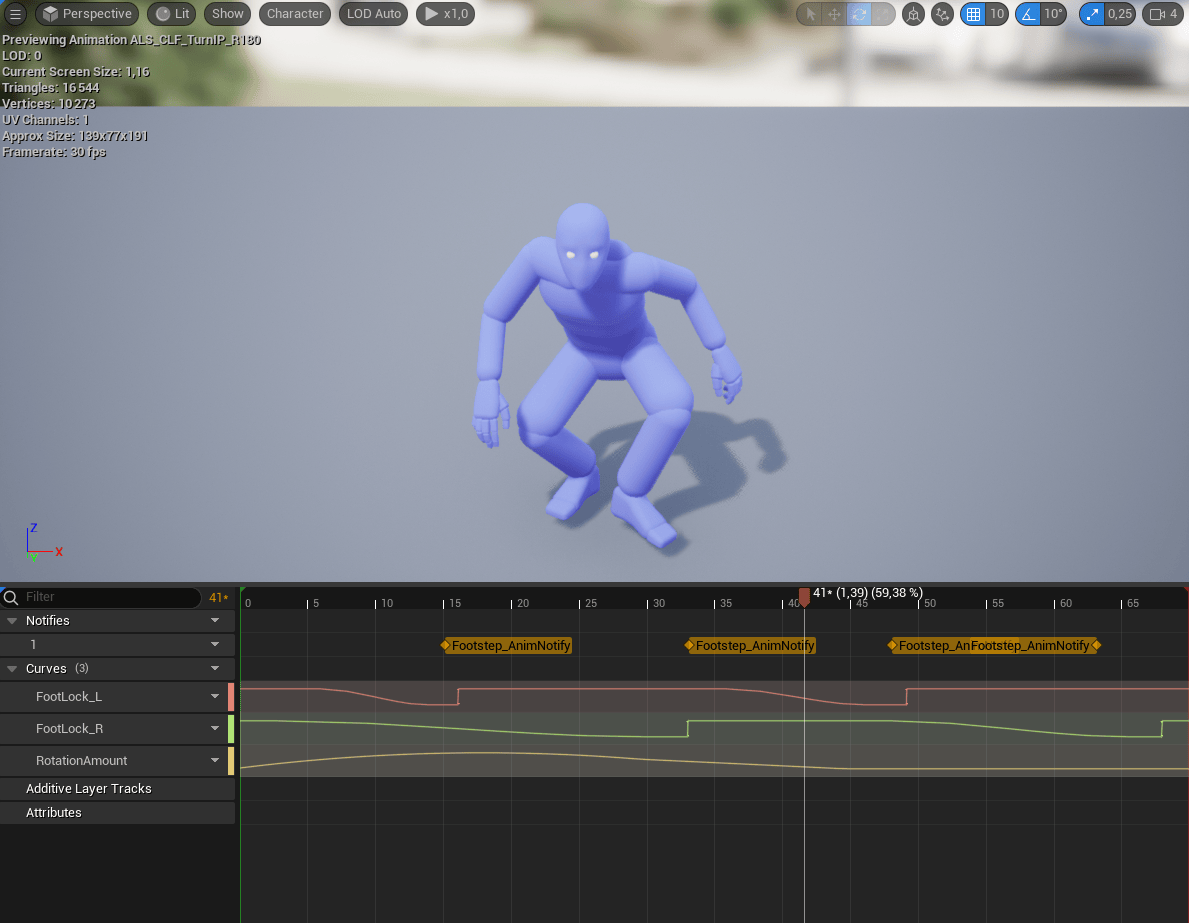 Perspective Lit Show Character LOD Auto x1,0 10 10° 0,25 4
Previewing Animation ALS_CLF_TurnIP_R180
LOD: 0
Current Screen Size: 1,16
Triangles: 16 544
Vertices: 10 273
UV Channels: 1
Approx Size: 139x77x191
Framerate: 30 fps
Z
X
Y
Filter 41*
41* (1,39) (59,38 %)
0 5 10 15 20 25 30 35 40 45 50 55 60 65
Notifies
1 Footstep_AnimNotify Footstep_AnimNotify Footstep_An Footstep_AnimNotify
Curves (3)
FootLock_L
FootLock_R
RotationAmount
Additive Layer Tracks
Attributes